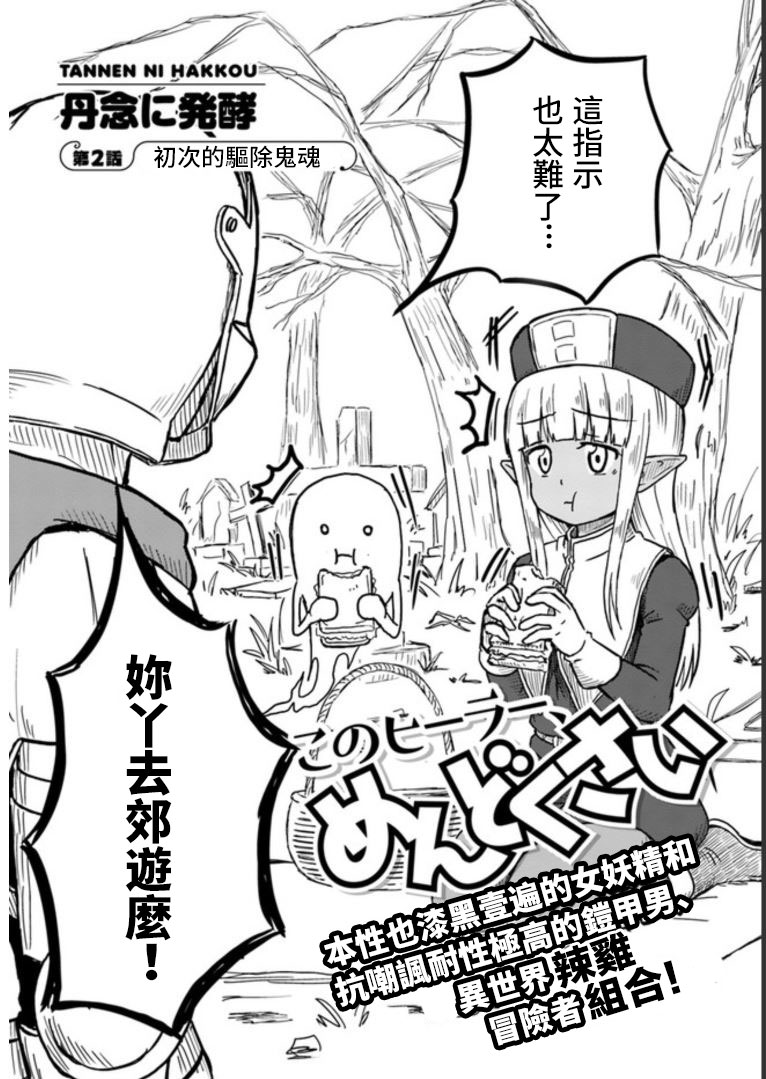 TANNEN NI HAKKOU
丹念に発酵
第2話 初次的驅除鬼魂
這指示
也太難了…
妳丫去郊遊麼！
このヒーラー、
めんどくさい
本性也漆黑壹遍的女妖精和
抗嘲諷耐性極高的鎧甲男、
異世界辣雞
冒險者組合！